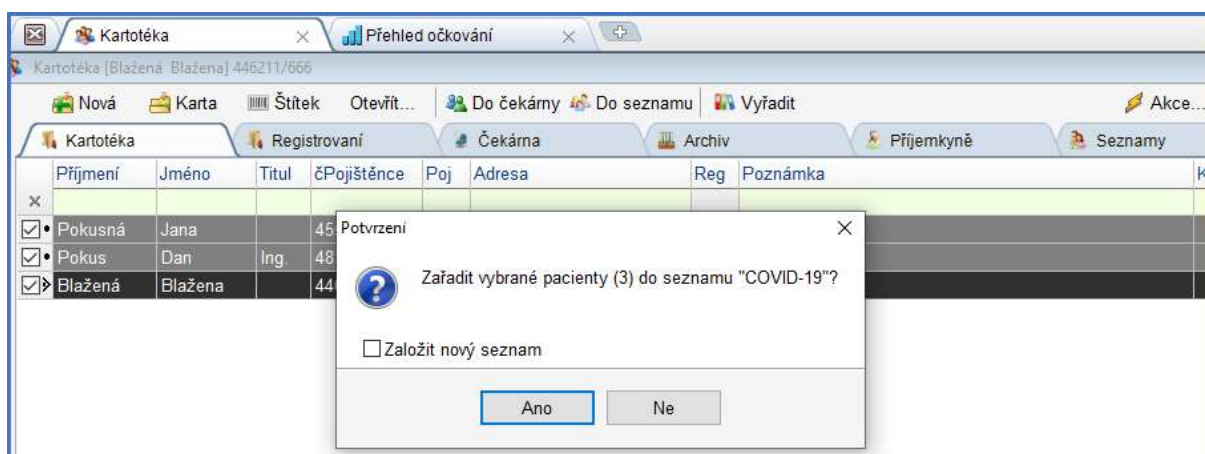 Kartotéka Přehled očkování
Kartotéka [Blažená Blažena] 446211/666
Nová Karta Štítek Otevřít... Do čekárny Do seznamu Vyřadit Akce...
Kartotéka Registrovaní Čekárna Archiv Příjemkyně Seznamy
Příjmení Jméno Titul čPojištěnce Poj Adresa Reg Poznámka K
Pokusná Jana 45
Pokus Dan Ing. 48
Blažená Blažena 44
Potvrzení
Zařadit vybrané pacienty (3) do seznamu "COVID-19"?
Založit nový seznam
Ano Ne